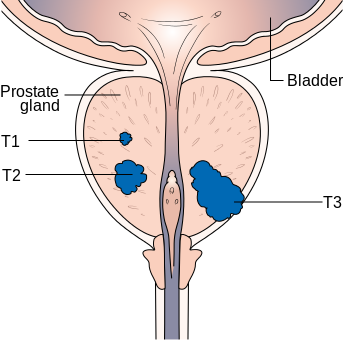 Bladder
Prostate
gland
T1
T2
T3